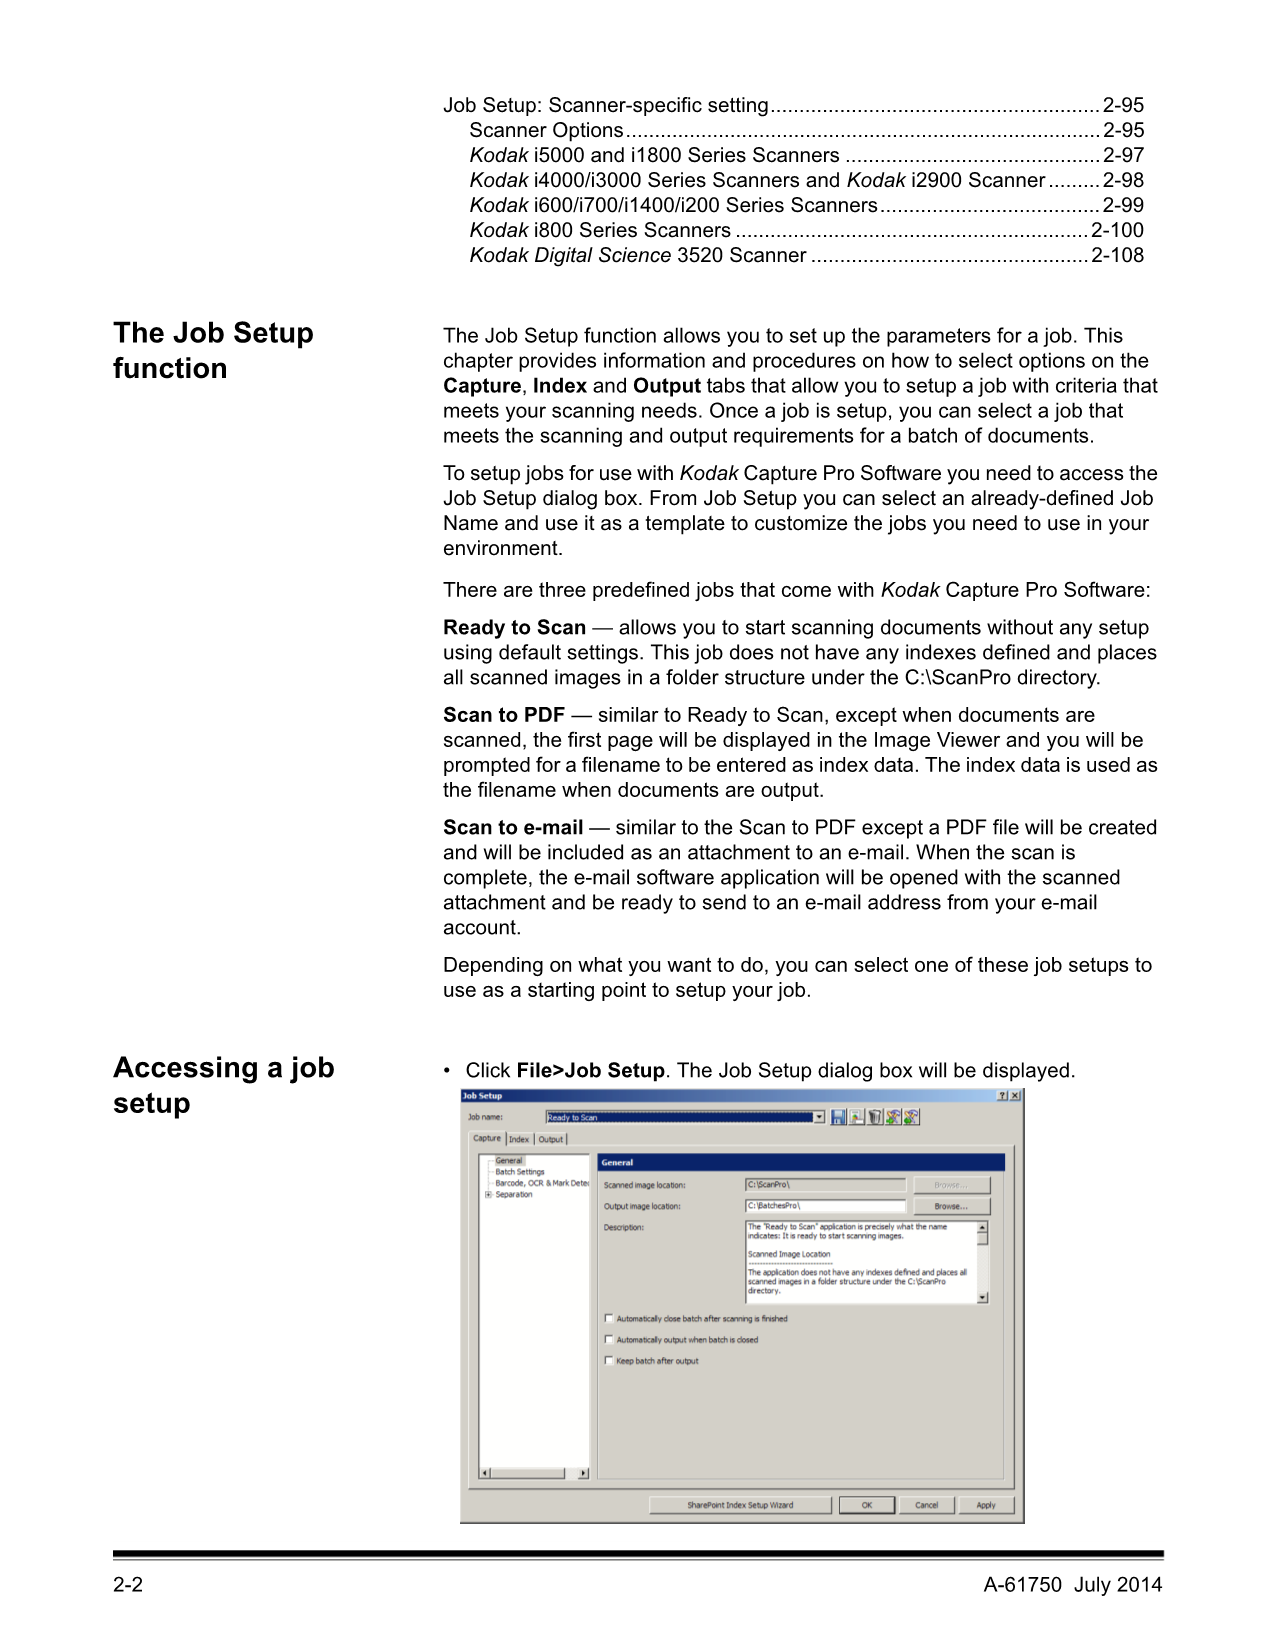 Job Setup: Scanner-specific setting.........................................................2-95
Scanner Options..................................................................................2-95
Kodak i5000 and i1800 Series Scanners ............................................2-97
Kodak i4000/i3000 Series Scanners and Kodak i2900 Scanner.........2-98
Kodak i600/i700/i1400/i200 Series Scanners......................................2-99
Kodak i800 Series Scanners .............................................................2-100
Kodak Digital Science 3520 Scanner ................................................2-108
The Job Setup
function
The Job Setup function allows you to set up the parameters for a job. This
chapter provides information and procedures on how to select options on the
Capture, Index and Output tabs that allow you to setup a job with criteria that
meets your scanning needs. Once a job is setup, you can select a job that
meets the scanning and output requirements for a batch of documents.
To setup jobs for use with Kodak Capture Pro Software you need to access the
Job Setup dialog box. From Job Setup you can select an already-defined Job
Name and use it as a template to customize the jobs you need to use in your
environment.
There are three predefined jobs that come with Kodak Capture Pro Software:
Ready to Scan — allows you to start scanning documents without any setup
using default settings. This job does not have any indexes defined and places
all scanned images in a folder structure under the C:\ScanPro directory.
Scan to PDF — similar to Ready to Scan, except when documents are
scanned, the first page will be displayed in the Image Viewer and you will be
prompted for a filename to be entered as index data. The index data is used as
the filename when documents are output.
Scan to e-mail — similar to the Scan to PDF except a PDF file will be created
and will be included as an attachment to an e-mail. When the scan is
complete, the e-mail software application will be opened with the scanned
attachment and be ready to send to an e-mail address from your e-mail
account.
Depending on what you want to do, you can select one of these job setups to
use as a starting point to setup your job.
Accessing a job
setup
• Click File>Job Setup. The Job Setup dialog box will be displayed.
Job Setup
Job name: Ready to Scan
Capture Index Output
General
Batch Settings
Barcode, OCR & Mark Detec
Separation
General
Scanned image location: C:\ScanPro\ Browse...
Output image location: C:\BatchesPro\ Browse...
Description: The "Ready to Scan" application is precisely what the name
indicates: It is ready to start scanning images.
Scanned Image Location
----------------------------
The application does not have any indexes defined and places all
scanned images in a folder structure under the C:\ScanPro
directory.
Automatically close batch after scanning is finished
Automatically output when batch is closed
Keep batch after output
SharePoint Index Setup Wizard OK Cancel Apply
2-2 A-61750 July 2014